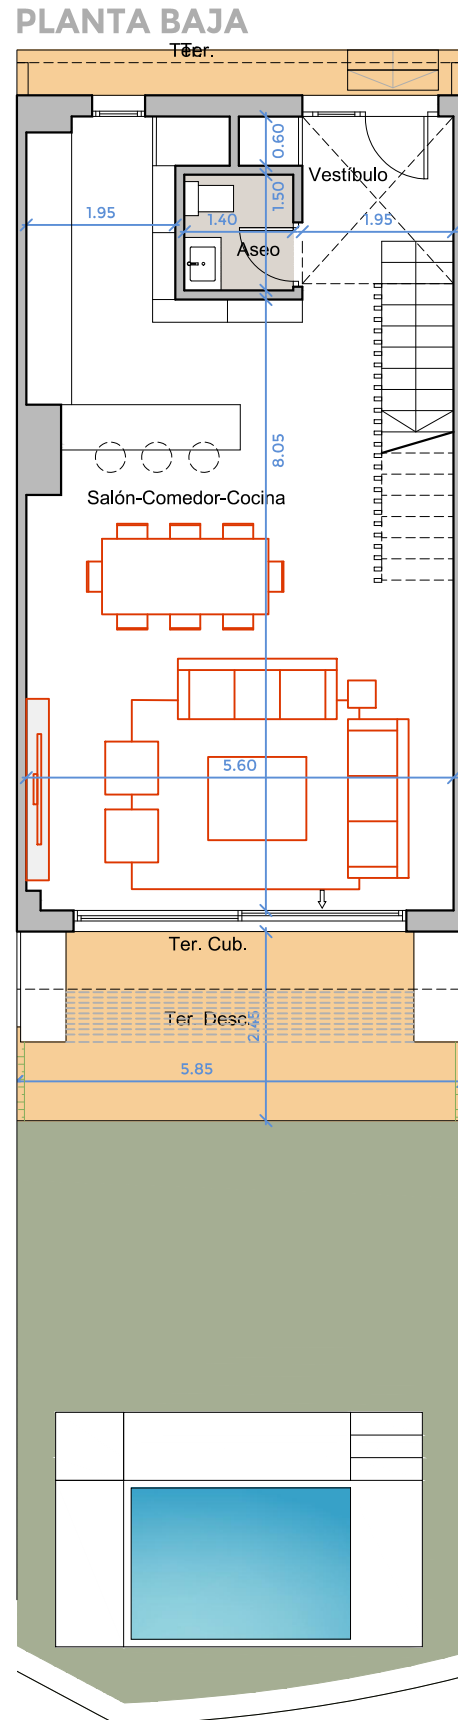 PLANTA BAJA
Ter.
Ter.
0.60
Vestíbulo
1.50
1.95
1.40
1.95
Aseo
8.05
Salón-Comedor-Cocina
5.60
Ter. Cub.
Ter. Desc.
2.45
5.85